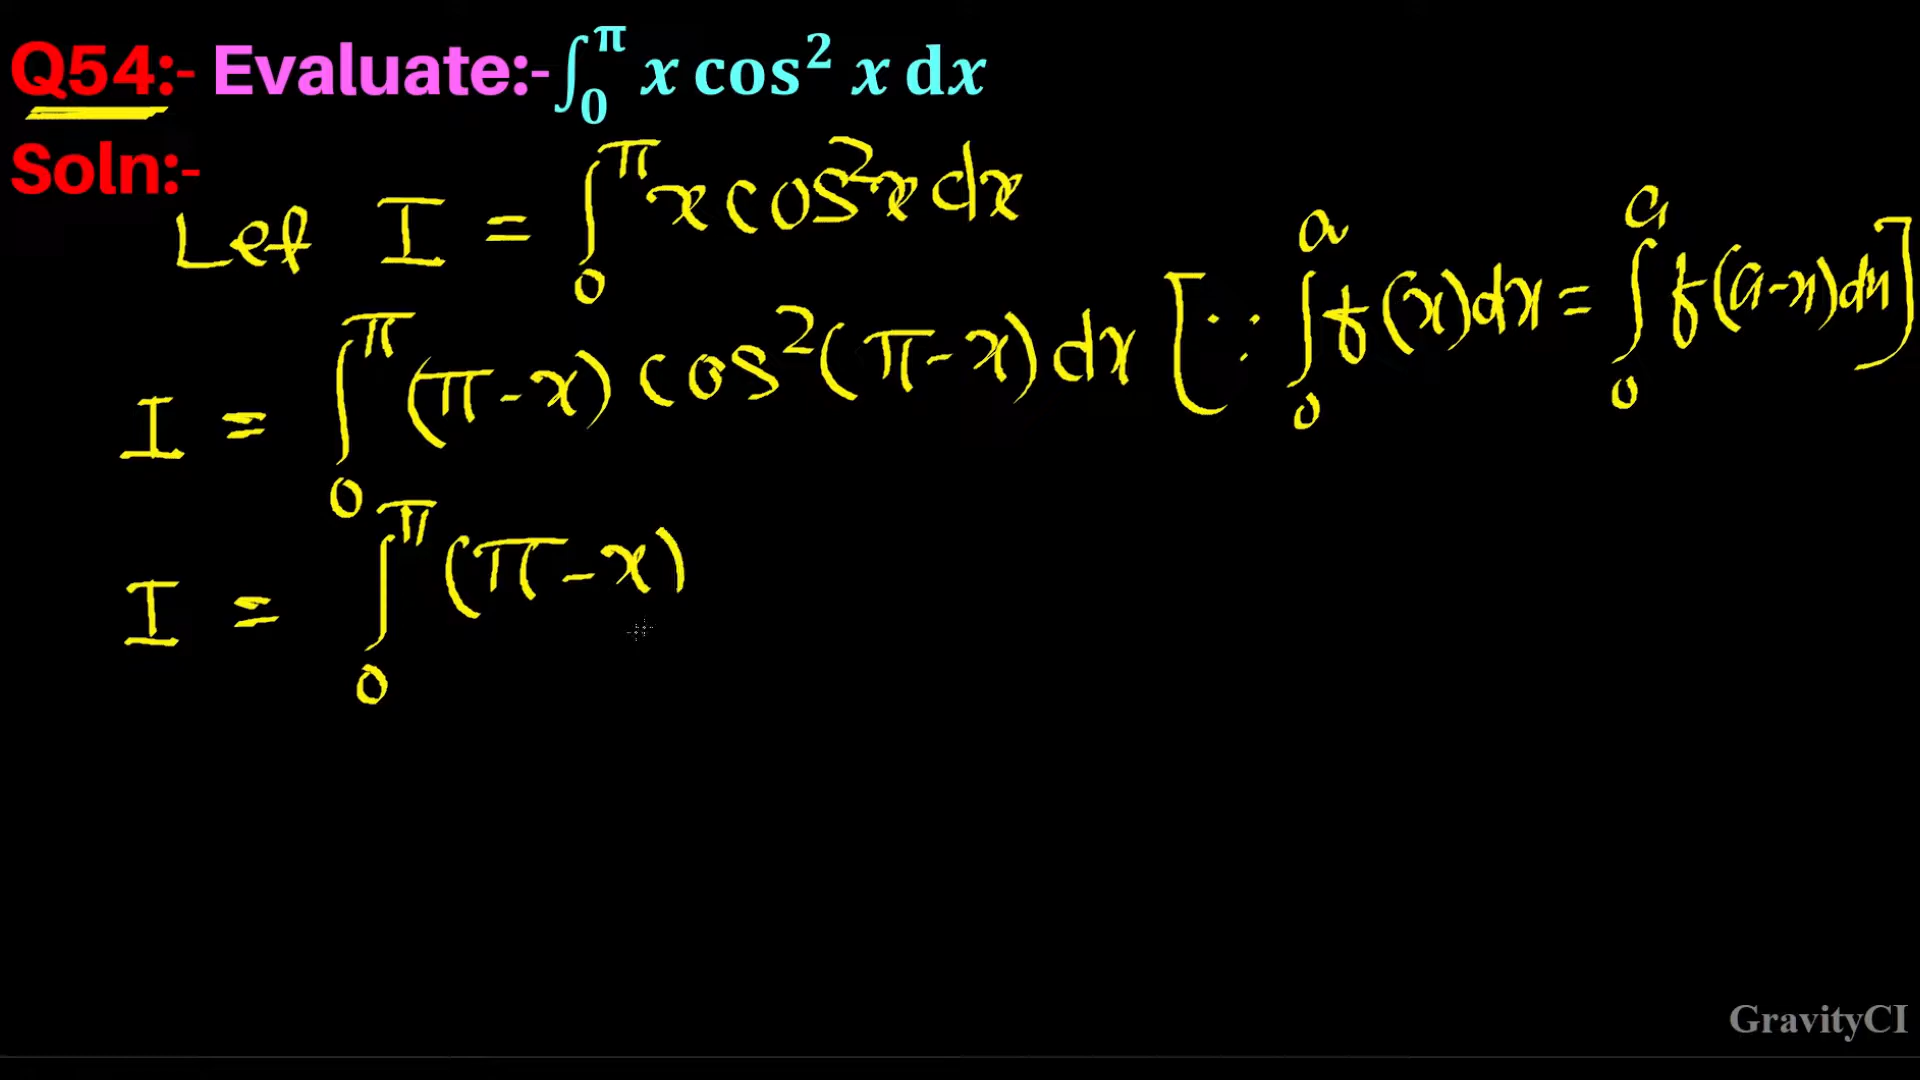 Q54:- Evaluate:-∫₀^π x cos² x dx
Soln:-
Let I = ∫₀^π x cos²x dx
I = ∫₀^π (π-x) cos²(π-x) dx [∵ ∫₀^a f(x)dx = ∫₀^a f(a-x)dx]
I = ∫₀^π (π-x)
GravityCI